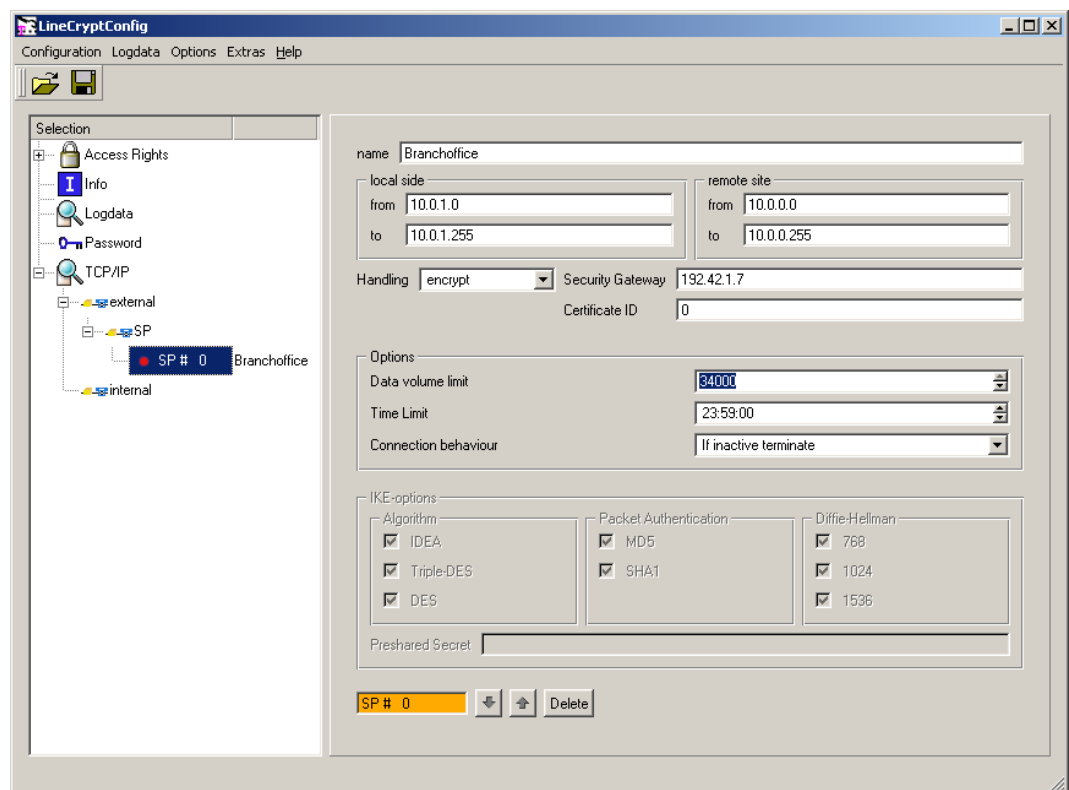 LineCryptConfig
Configuration Logdata Options Extras Help
Selection
Access Rights
I Info
Logdata
Password
TCP/IP
external
SP
SP # 0 Branchoffice
internal
name Branchoffice
local side remote site
from 10.0.1.0 from 10.0.0.0
to 10.0.1.255 to 10.0.0.255
Handling encrypt Security Gateway 192.42.1.7
Certificate ID 0
Options
Data volume limit 34000
Time Limit 23:59:00
Connection behaviour If inactive terminate
IKE-options
Algorithm Packet Authentication Diffie-Hellman
IDEA MD5 768
Triple-DES SHA1 1024
DES 1536
Preshared Secret
SP # 0 Delete